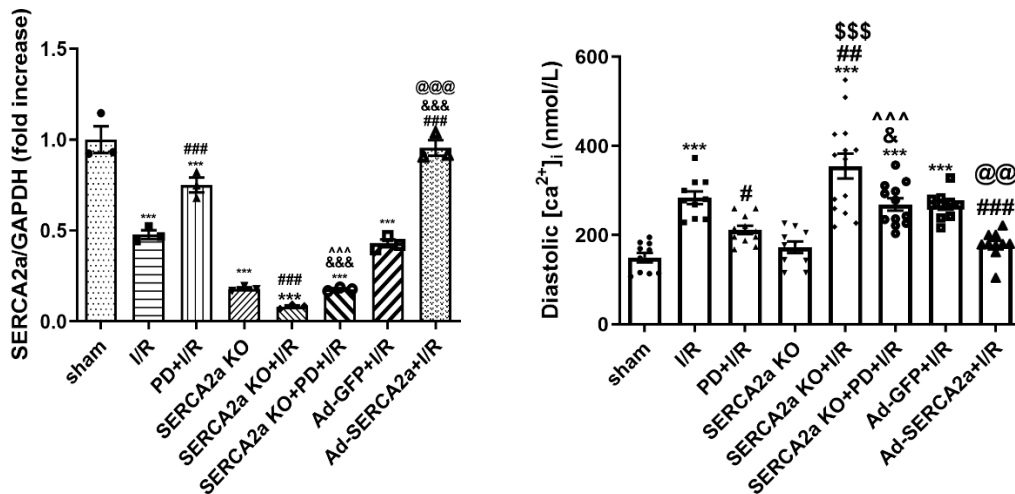 SERCA2a/GAPDH (fold increase)
1.5
1.0
0.5
0.0
***
###
***
***
###
***
^^^
&&&
***
***
@@@
&&&
###
sham
I/R
PD+I/R
SERCA2a KO
SERCA2a KO+I/R
SERCA2a KO+PD+I/R
Ad-GFP+I/R
Ad-SERCA2a+I/R
Diastolic [ca2+]i (nmol/L)
600
400
200
0
***
#
$$$
##
***
^^^
&
***
***
@@
###
sham
I/R
PD+I/R
SERCA2a KO
SERCA2a KO+I/R
SERCA2a KO+PD+I/R
Ad-GFP+I/R
Ad-SERCA2a+I/R